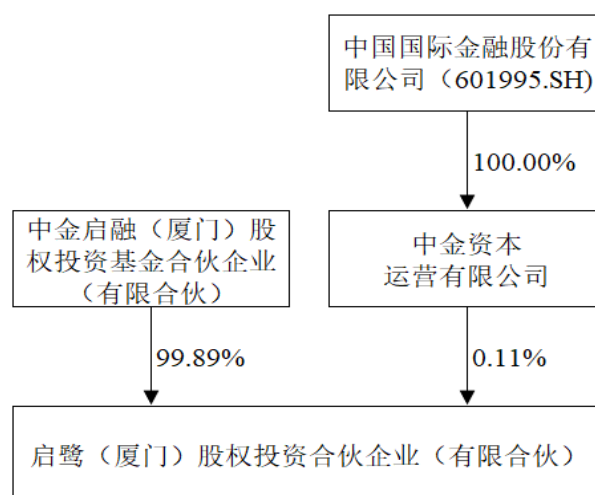 中国国际金融股份有
限公司（601995.SH)
100.00%
中金启融（厦门）股
权投资基金合伙企业
（有限合伙）
中金资本
运营有限公司
99.89%
0.11%
启鹭（厦门）股权投资合伙企业（有限合伙）